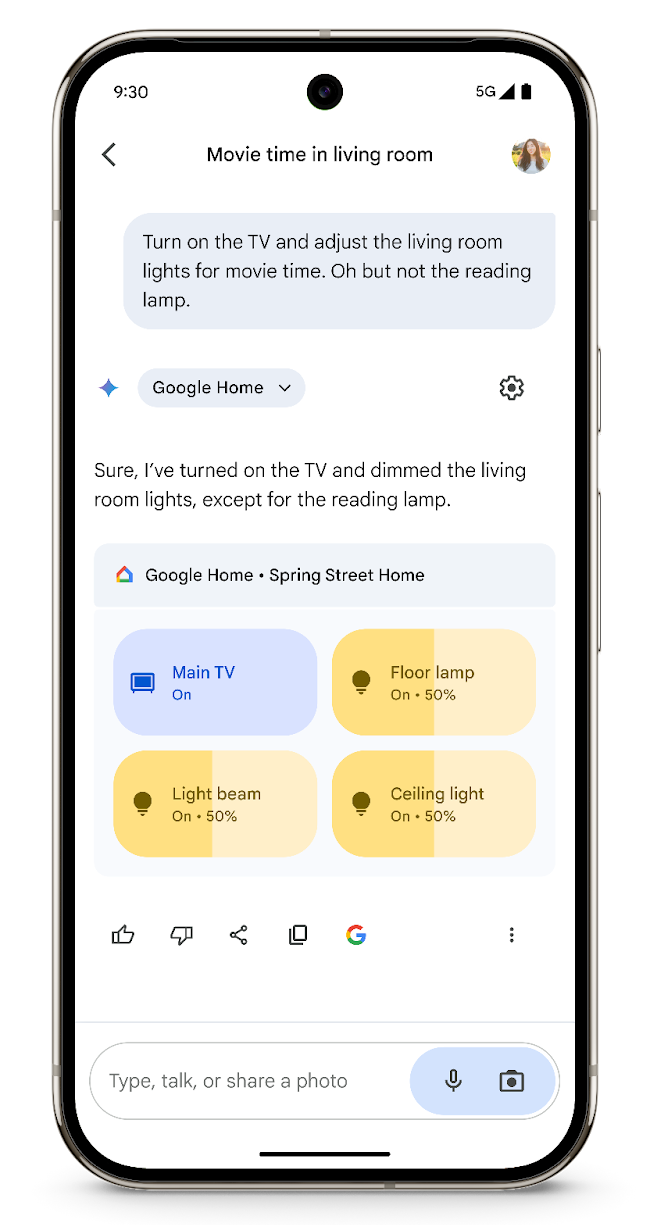 9:30
5G
Movie time in living room
Turn on the TV and adjust the living room
lights for movie time. Oh but not the reading
lamp.
Google Home
Sure, I’ve turned on the TV and dimmed the living
room lights, except for the reading lamp.
Google Home • Spring Street Home
Main TV
On
Floor lamp
On • 50%
Light beam
On • 50%
Ceiling light
On • 50%
Type, talk, or share a photo